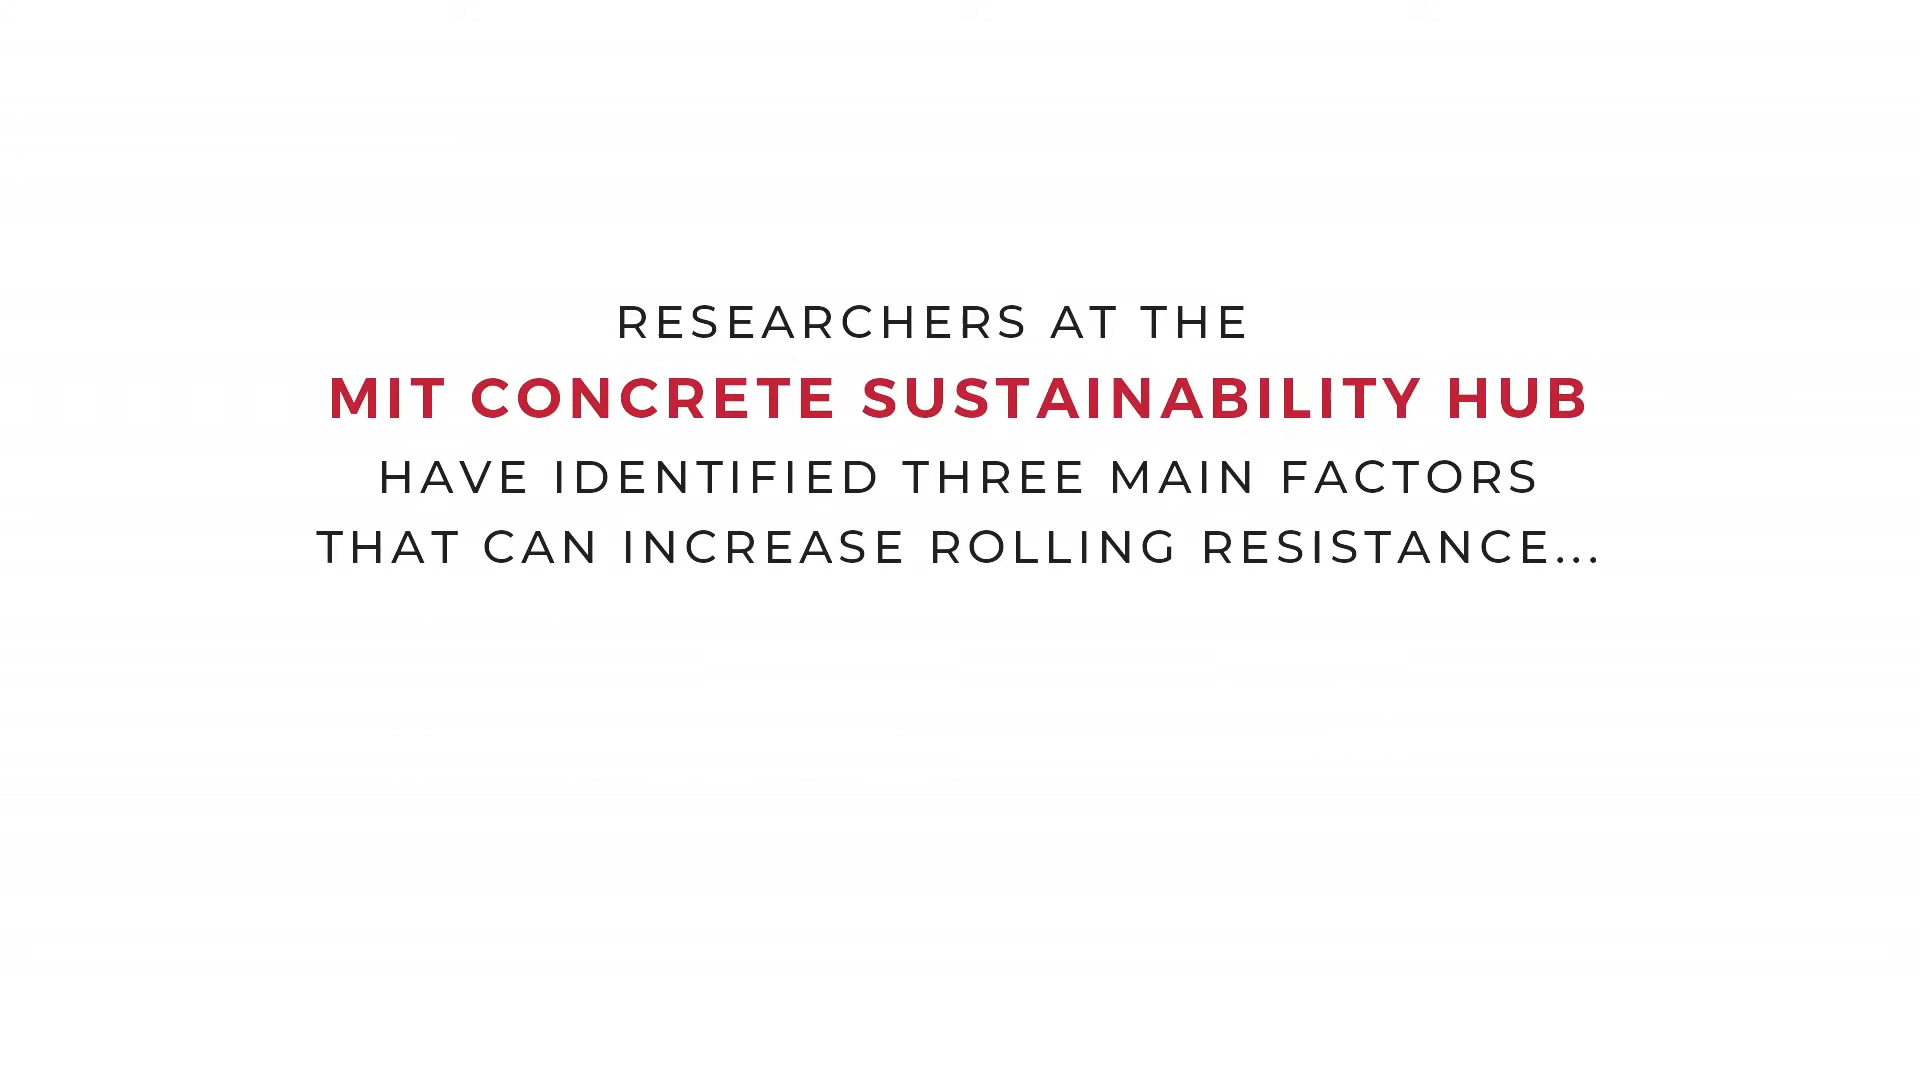 RESEARCHERS AT THE
MIT CONCRETE SUSTAINABILITY HUB
HAVE IDENTIFIED THREE MAIN FACTORS
THAT CAN INCREASE ROLLING RESISTANCE...